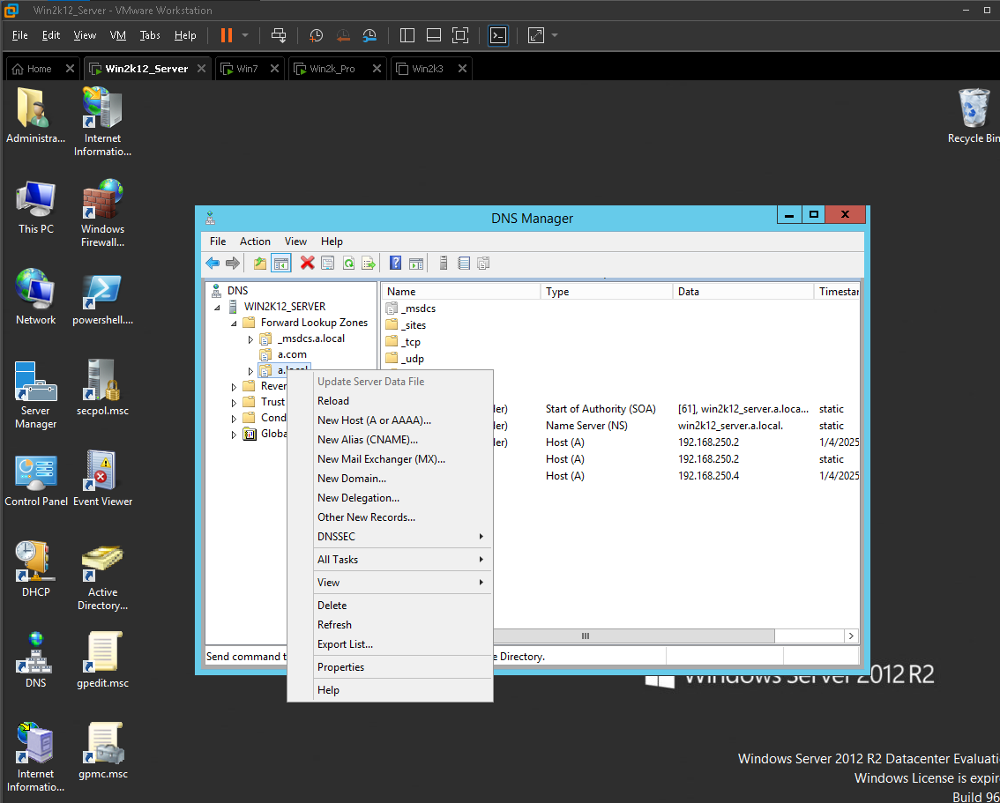 Win2k12_Server - VMware Workstation
File Edit View VM Tabs Help
Home Win2k12_Server Win7 Win2k_Pro Win2k3
Administra...
Internet
Informatio...
Recycle Bin
This PC
Windows
Firewall...
Network
powershell....
Server
Manager
secpol.msc
Control Panel
Event Viewer
DHCP
Active
Directory...
DNS
gpedit.msc
Internet
Informatio...
gpmc.msc
DNS Manager
File Action View Help
DNS
WIN2K12_SERVER
Forward Lookup Zones
_msdcs.a.local
a.com
a.local
Rever
Trust
Cond
Globa
Name Type Data Timestar
_msdcs
_sites
_tcp
_udp
der) Start of Authority (SOA) [61], win2k12_server.a.loca... static
der) Name Server (NS) win2k12_server.a.local. static
der) Host (A) 192.168.250.2 1/4/2025
Host (A) 192.168.250.2 static
Host (A) 192.168.250.4 1/4/2025
Update Server Data File
Reload
New Host (A or AAAA)...
New Alias (CNAME)...
New Mail Exchanger (MX)...
New Domain...
New Delegation...
Other New Records...
DNSSEC
All Tasks
View
Delete
Refresh
Export List...
Properties
Help
Send command t
e Directory.
Windows Server 2012 R2
Windows Server 2012 R2 Datacenter Evaluati
Windows License is expir
Build 96